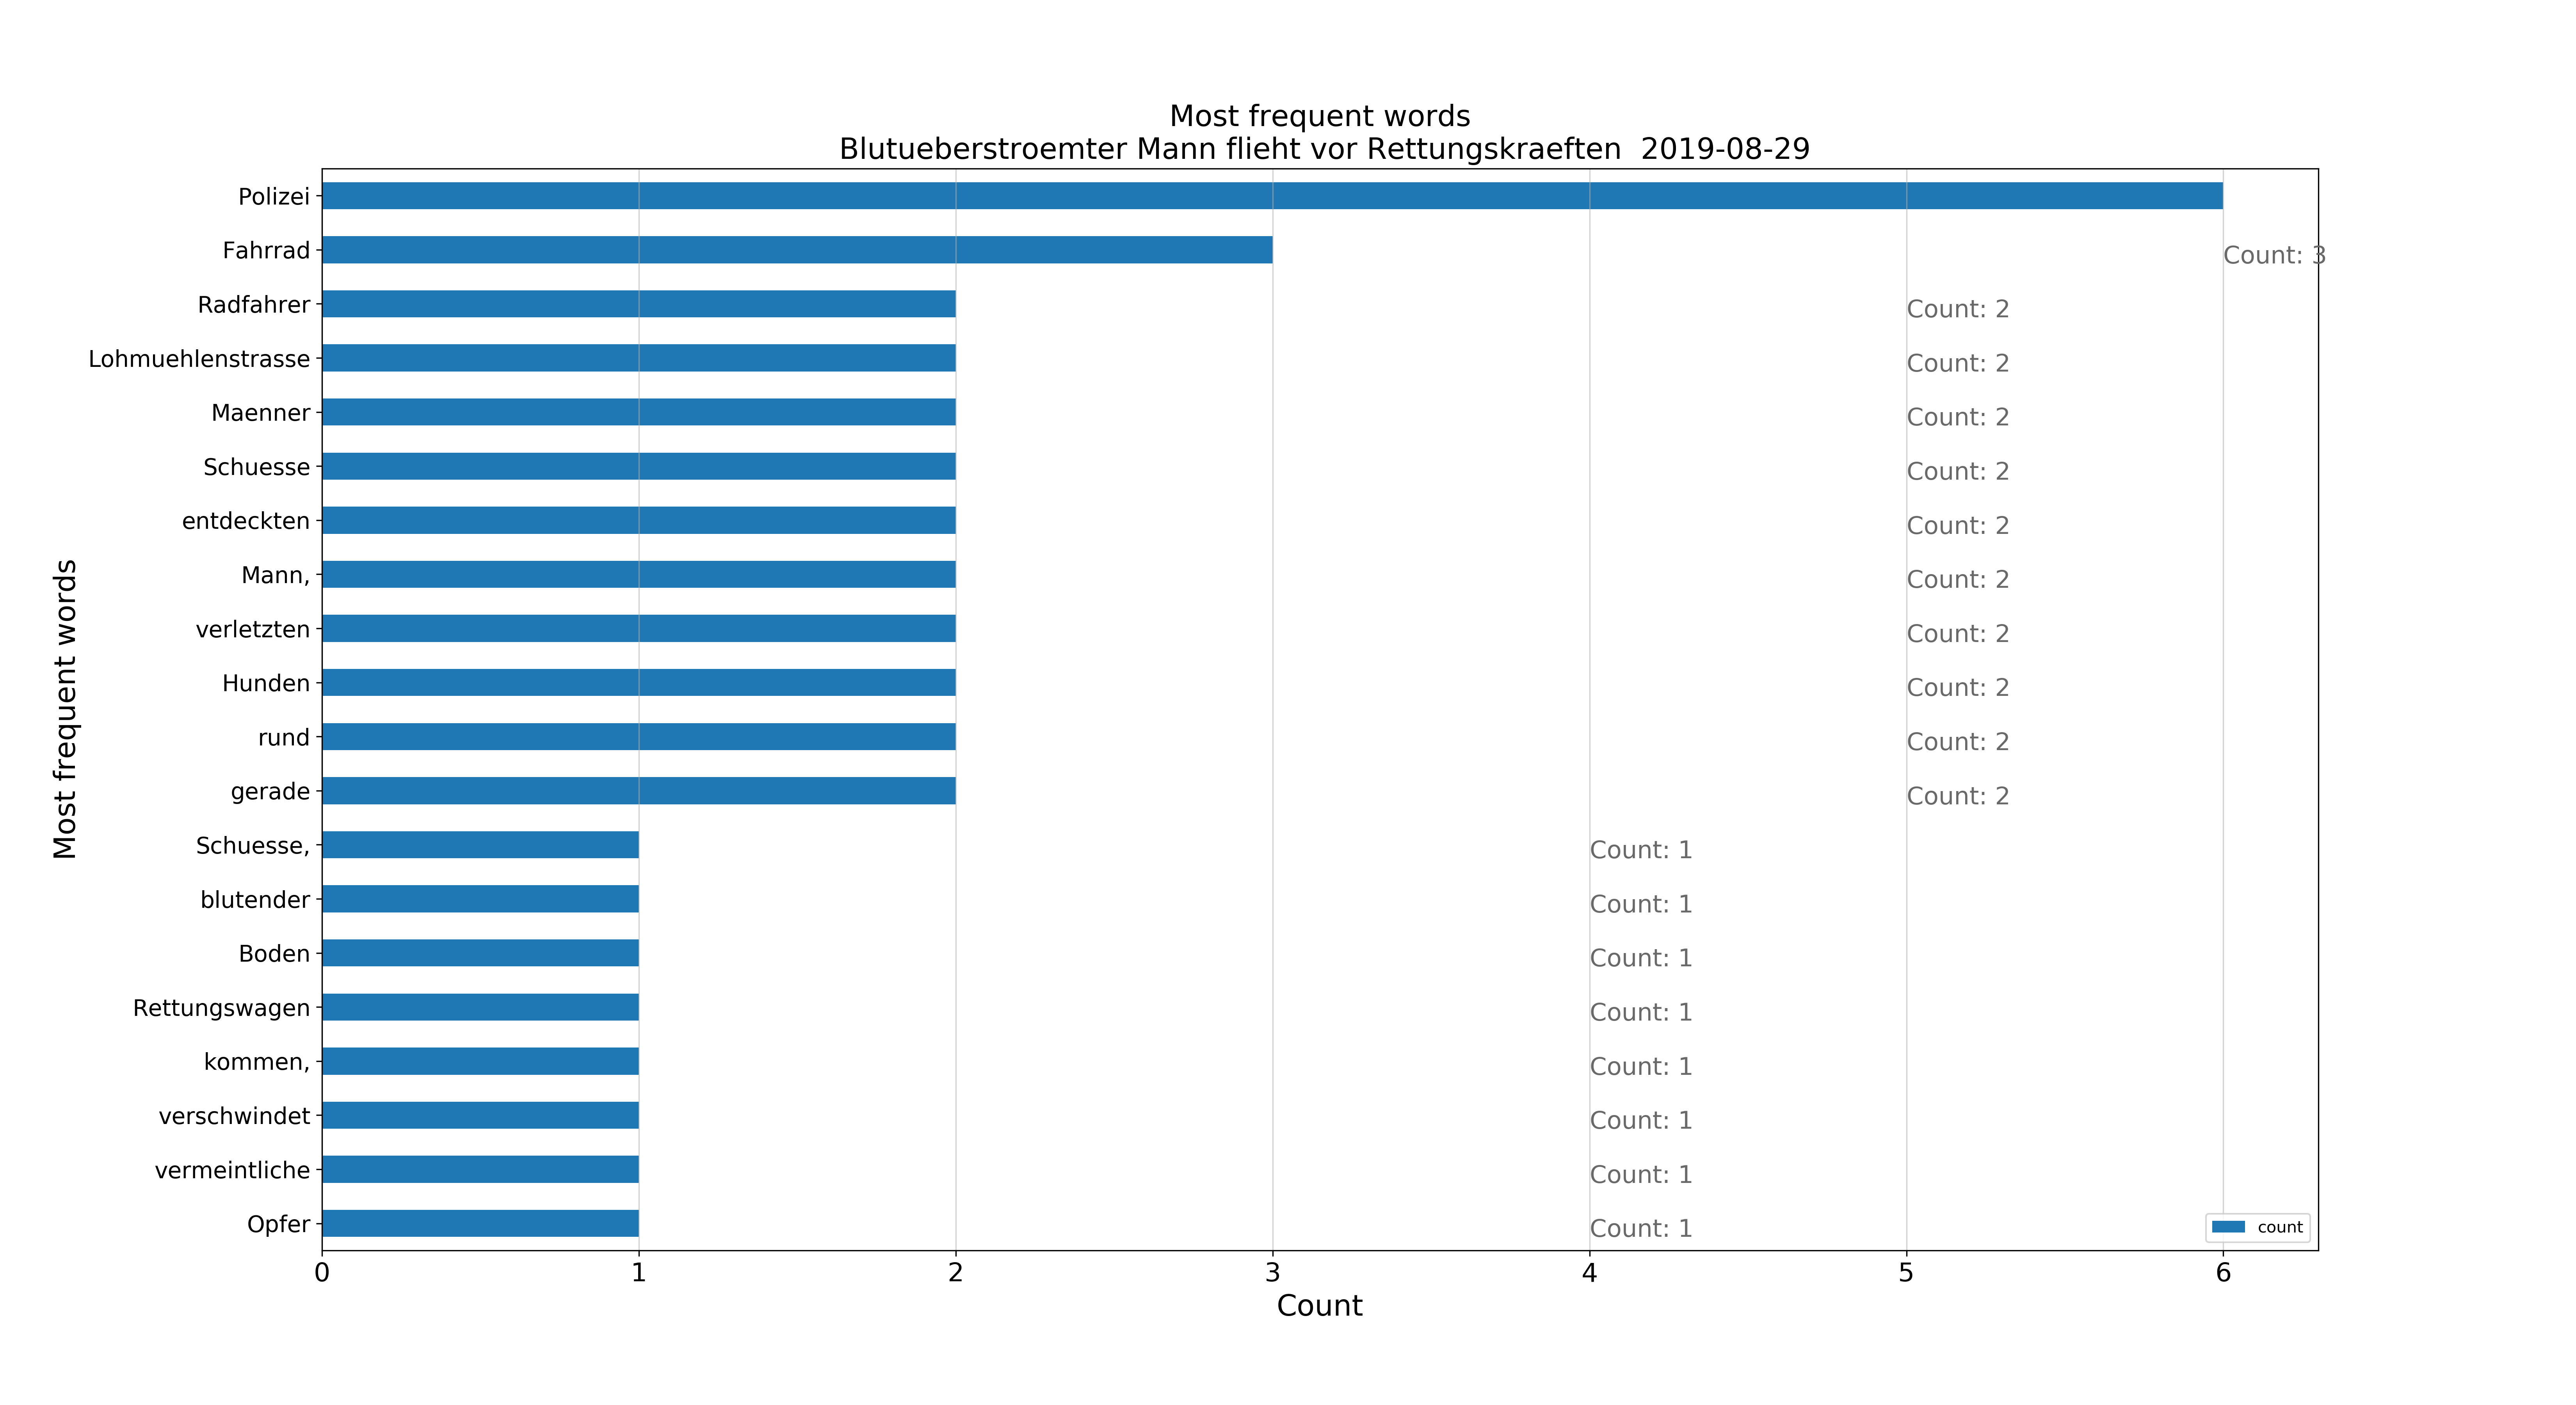 Most frequent words
Blutueberstroemter Mann flieht vor Rettungskraeften  2019-08-29
Most frequent words
Polizei
Fahrrad Count: 3
Radfahrer Count: 2
Lohmuehlenstrasse Count: 2
Maenner Count: 2
Schuesse Count: 2
entdeckten Count: 2
Mann, Count: 2
verletzten Count: 2
Hunden Count: 2
rund Count: 2
gerade Count: 2
Schuesse, Count: 1
blutender Count: 1
Boden Count: 1
Rettungswagen Count: 1
kommen, Count: 1
verschwindet Count: 1
vermeintliche Count: 1
Opfer Count: 1
count
0 1 2 3 4 5 6
Count